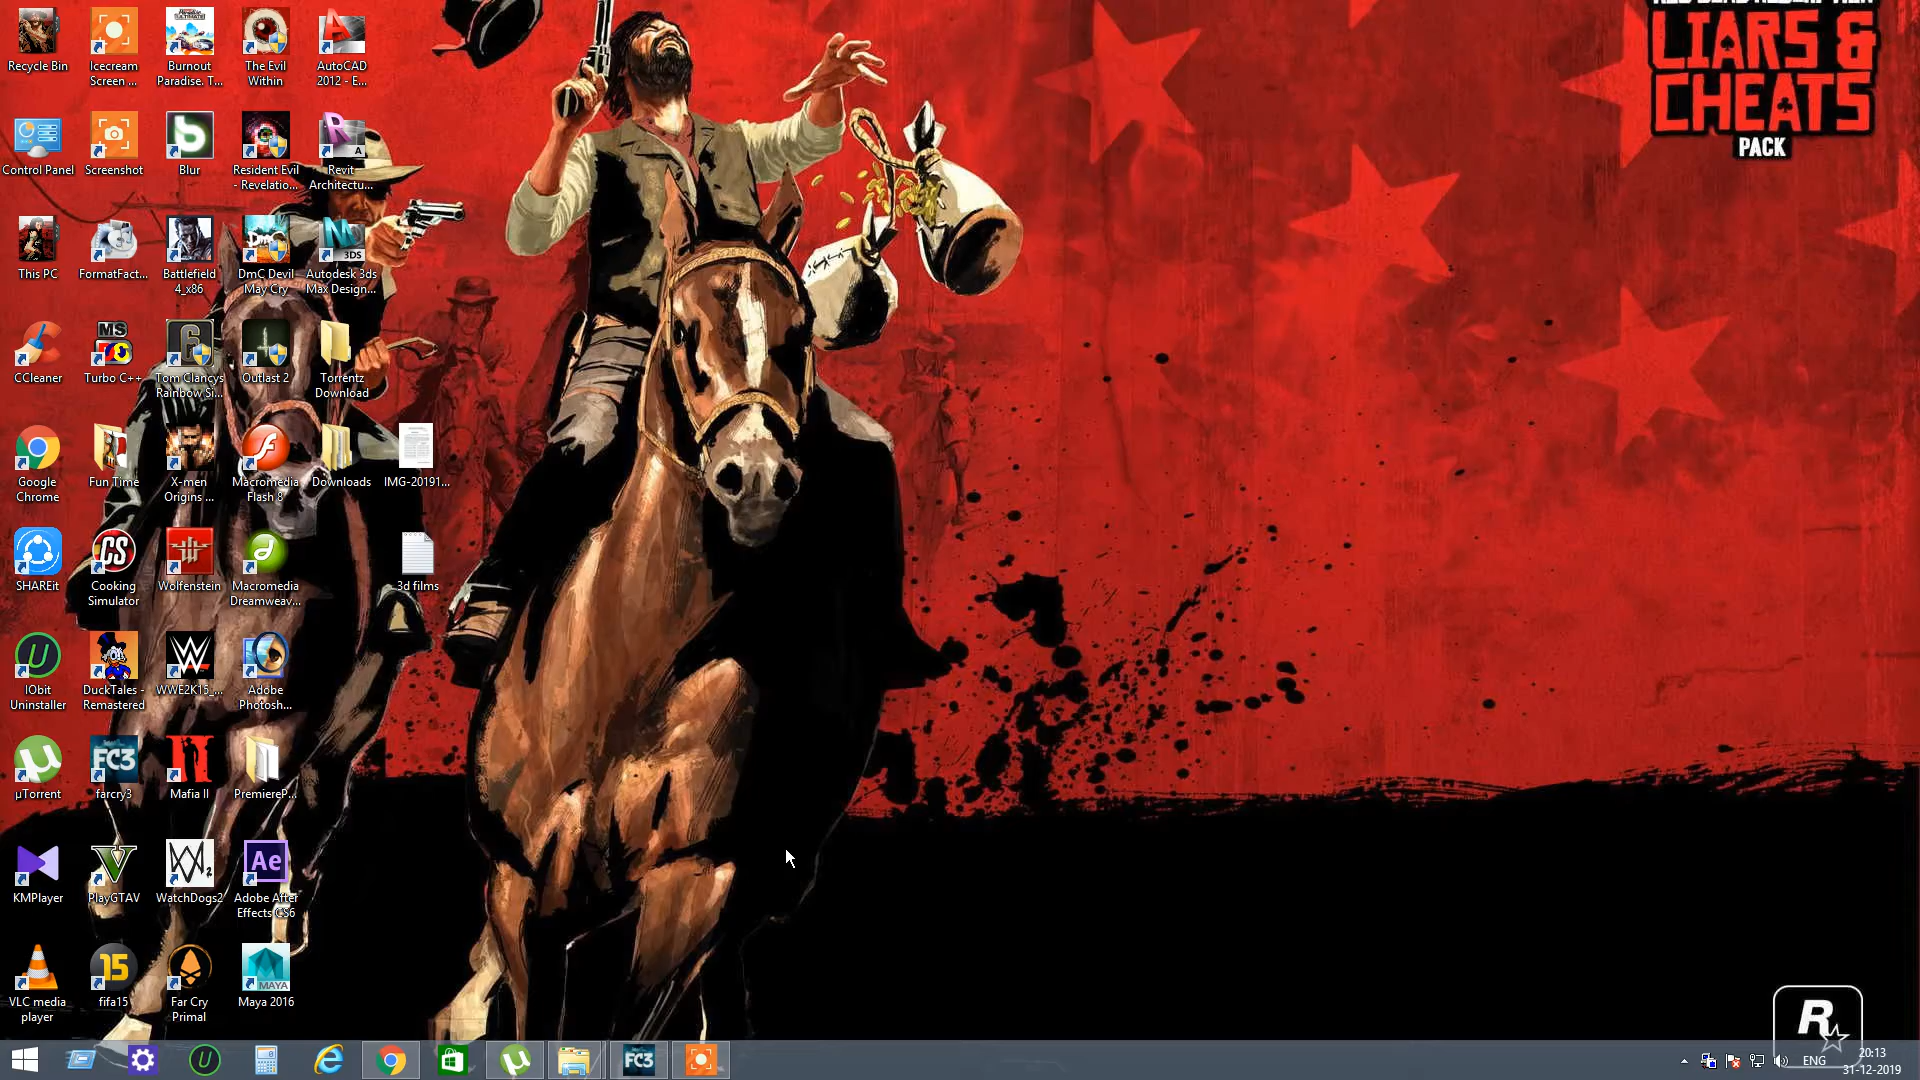 LIARS &
CHEATS
PACK
Recycle Bin
Icecream
Screen ...
Burnout
Paradise. T...
The Evil
Within
AutoCAD
2012 - E...
Control Panel
Screenshot
Blur
Resident Evil
- Revelatio...
Revit
Architectu...
This PC
FormatFact...
Battlefield
4_x86
DmC Devil
May Cry
Autodesk 3ds
Max Design...
CCleaner
Turbo C++
Tom Clancys
Rainbow Si...
Outlast 2
Torrentz
Download
Google
Chrome
Fun Time
X-men
Origins ...
Macromedia
Flash 8
Downloads
IMG-20191...
SHAREit
Cooking
Simulator
Wolfenstein
Macromedia
Dreamweav...
3d films
IObit
Uninstaller
DuckTales -
Remastered
WWE2K15_...
Adobe
Photosh...
µTorrent
farcry3
Mafia II
PremiereP...
KMPlayer
PlayGTAV
WatchDogs2
Adobe After
Effects CS6
VLC media
player
fifa15
Far Cry
Primal
Maya 2016
FC3
ENG
20:13
31-12-2019